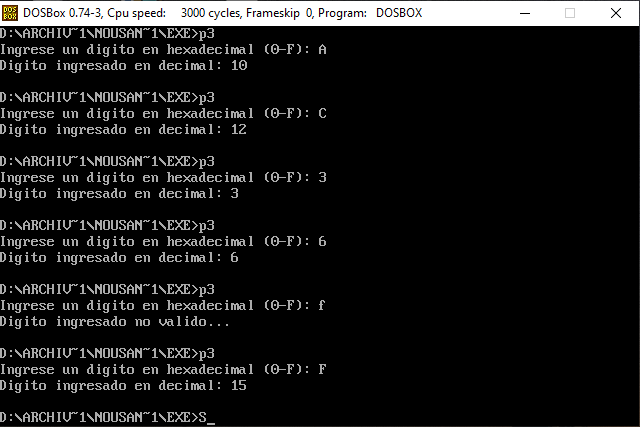 DOSBox 0.74-3, Cpu speed: 3000 cycles, Frameskip 0, Program: DOSBOX
D:\ARCHIV~1\NOUSAN~1\EXE>p3
Ingrese un digito en hexadecimal (0-F): A
Digito ingresado en decimal: 10
D:\ARCHIV~1\NOUSAN~1\EXE>p3
Ingrese un digito en hexadecimal (0-F): C
Digito ingresado en decimal: 12
D:\ARCHIV~1\NOUSAN~1\EXE>p3
Ingrese un digito en hexadecimal (0-F): 3
Digito ingresado en decimal: 3
D:\ARCHIV~1\NOUSAN~1\EXE>p3
Ingrese un digito en hexadecimal (0-F): 6
Digito ingresado en decimal: 6
D:\ARCHIV~1\NOUSAN~1\EXE>p3
Ingrese un digito en hexadecimal (0-F): f
Digito ingresado no valido...
D:\ARCHIV~1\NOUSAN~1\EXE>p3
Ingrese un digito en hexadecimal (0-F): F
Digito ingresado en decimal: 15
D:\ARCHIV~1\NOUSAN~1\EXE>S_